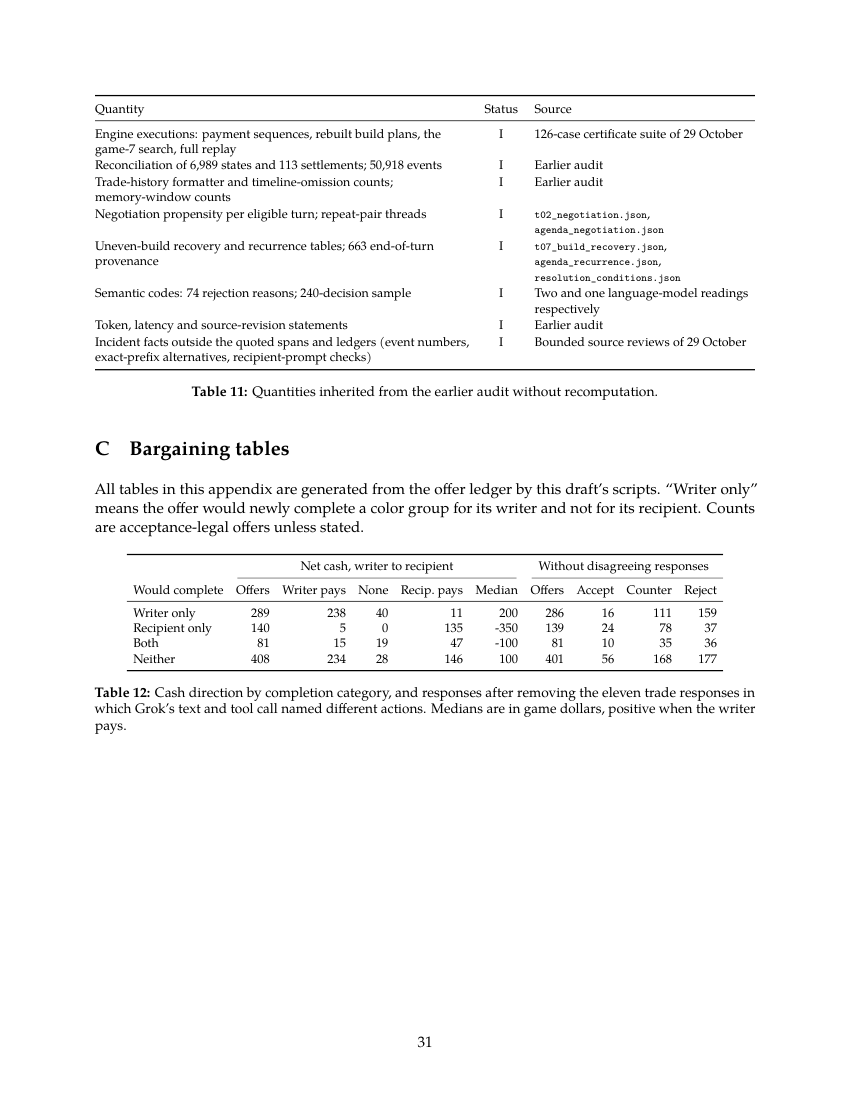 Quantity Status Source
Engine executions: payment sequences, rebuilt build plans, the I 126-case certificate suite of 29 October
game-7 search, full replay
Reconciliation of 6,989 states and 113 settlements; 50,918 events I Earlier audit
Trade-history formatter and timeline-omission counts; I Earlier audit
memory-window counts
Negotiation propensity per eligible turn; repeat-pair threads I t02_negotiation.json,
agenda_negotiation.json
Uneven-build recovery and recurrence tables; 663 end-of-turn I t07_build_recovery.json,
provenance agenda_recurrence.json,
resolution_conditions.json
Semantic codes: 74 rejection reasons; 240-decision sample I Two and one language-model readings
respectively
Token, latency and source-revision statements I Earlier audit
Incident facts outside the quoted spans and ledgers (event numbers, I Bounded source reviews of 29 October
exact-prefix alternatives, recipient-prompt checks)
Table 11: Quantities inherited from the earlier audit without recomputation.
C Bargaining tables
All tables in this appendix are generated from the offer ledger by this draft's scripts. “Writer only”
means the offer would newly complete a color group for its writer and not for its recipient. Counts
are acceptance-legal offers unless stated.
Net cash, writer to recipient Without disagreeing responses
Would complete Offers Writer pays None Recip. pays Median Offers Accept Counter Reject
Writer only 289 238 40 11 200 286 16 111 159
Recipient only 140 5 0 135 -350 139 24 78 37
Both 81 15 19 47 -100 81 10 35 36
Neither 408 234 28 146 100 401 56 168 177
Table 12: Cash direction by completion category, and responses after removing the eleven trade responses in
which Grok's text and tool call named different actions. Medians are in game dollars, positive when the writer
pays.
31